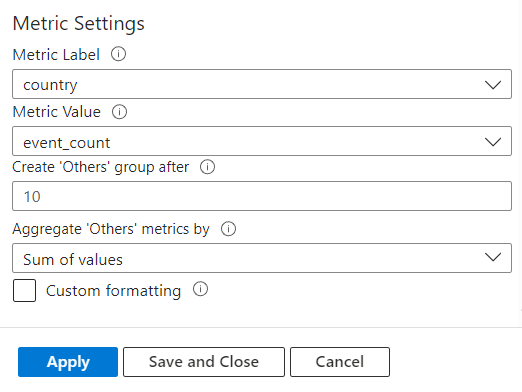 Metric Settings
Metric Label
country
Metric Value
event_count
Create 'Others' group after
10
Aggregate 'Others' metrics by
Sum of values
Custom formatting
Apply Save and Close Cancel